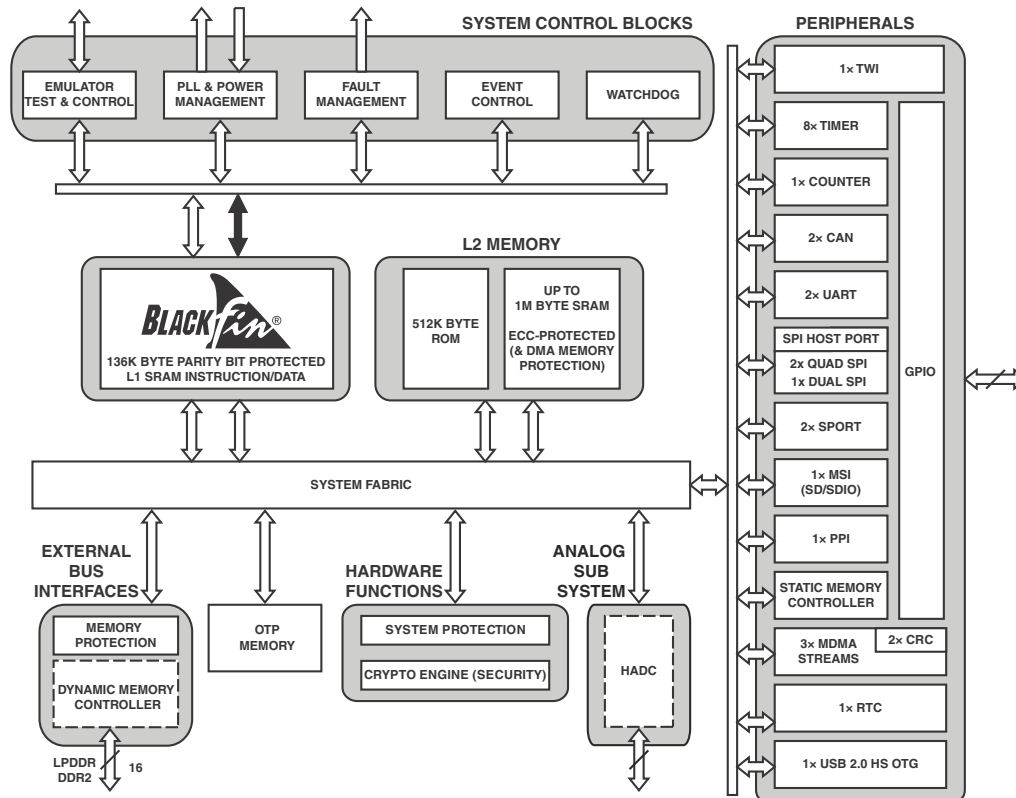 SYSTEM CONTROL BLOCKS
EMULATOR
TEST & CONTROL
PLL & POWER
MANAGEMENT
FAULT
MANAGEMENT
EVENT
CONTROL
WATCHDOG
L2 MEMORY
BLACKfin®
136K BYTE PARITY BIT PROTECTED
L1 SRAM INSTRUCTION/DATA
512K BYTE
ROM
UP TO
1M BYTE SRAM
ECC-PROTECTED
(& DMA MEMORY
PROTECTION)
SYSTEM FABRIC
EXTERNAL
BUS
INTERFACES
MEMORY
PROTECTION
DYNAMIC MEMORY
CONTROLLER
LPDDR
DDR2
16
OTP
MEMORY
HARDWARE
FUNCTIONS
SYSTEM PROTECTION
CRYPTO ENGINE (SECURITY)
ANALOG
SUB
SYSTEM
HADC
PERIPHERALS
1× TWI
8× TIMER
1× COUNTER
2× CAN
2× UART
SPI HOST PORT
2x QUAD SPI
1x DUAL SPI
2× SPORT
1× MSI
(SD/SDIO)
1× PPI
STATIC MEMORY
CONTROLLER
GPIO
3× MDMA
STREAMS
2× CRC
1× RTC
1× USB 2.0 HS OTG